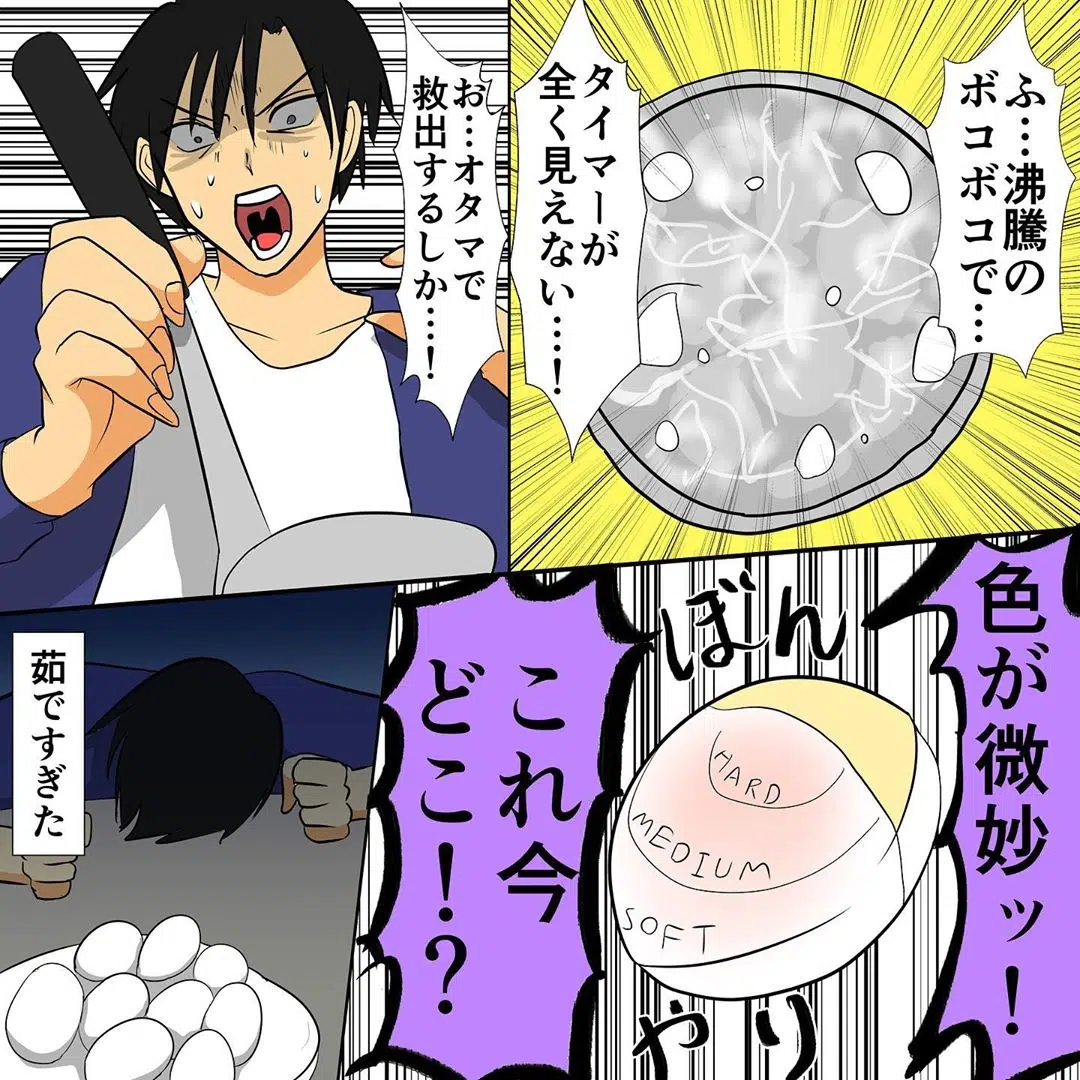 ふ…沸騰の
ボコボコで…
タイマーが
全く見えない…！
お…オタマで
救出するしか…！
色が微妙ッ！
ぼん
やり
HARD
MEDIUM
SOFT
これ今
どこ！？
茹ですぎた